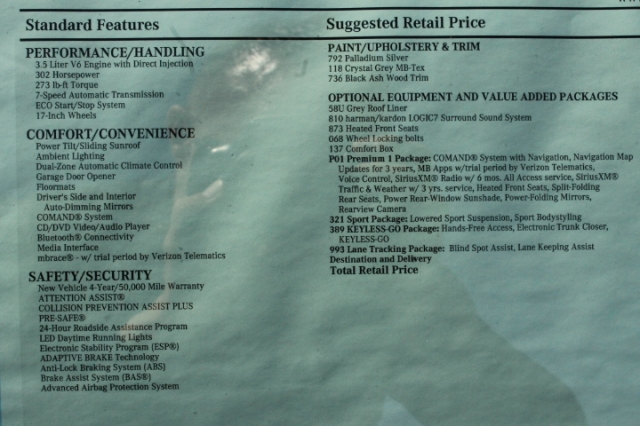 Standard Features
PERFORMANCE/HANDLING
3.5 Liter V6 Engine with Direct Injection
302 Horsepower
273 lb-ft Torque
7-Speed Automatic Transmission
ECO Start/Stop System
17-Inch Wheels
COMFORT/CONVENIENCE
Power Tilt/Sliding Sunroof
Ambient Lighting
Dual-Zone Automatic Climate Control
Garage Door Opener
Floormats
Driver's Side and Interior
Auto-Dimming Mirrors
COMAND® System
CD/DVD Video/Audio Player
Bluetooth® Connectivity
Media Interface
mbrace® - w/ trial period by Verizon Telematics
SAFETY/SECURITY
New Vehicle 4-Year/50,000 Mile Warranty
ATTENTION ASSIST®
COLLISION PREVENTION ASSIST PLUS
PRE-SAFE®
24-Hour Roadside Assistance Program
LED Daytime Running Lights
Electronic Stability Program (ESP®)
ADAPTIVE BRAKE Technology
Anti-Lock Braking System (ABS)
Brake Assist System (BAS®)
Advanced Airbag Protection System
Suggested Retail Price
PAINT/UPHOLSTERY & TRIM
792 Palladium Silver
118 Crystal Grey MB-Tex
736 Black Ash Wood Trim
OPTIONAL EQUIPMENT AND VALUE ADDED PACKAGES
58U Grey Roof Liner
810 harman/kardon LOGIC7 Surround Sound System
873 Heated Front Seats
068 Wheel Locking bolts
137 Comfort Box
P01 Premium 1 Package: COMAND® System with Navigation, Navigation Map
Updates for 3 years, MB Apps w/trial period by Verizon Telematics,
Voice Control, SiriusXM® Radio w/ 6 mos. All Access service, SiriusXM®
Traffic & Weather w/ 3 yrs. service, Heated Front Seats, Split-Folding
Rear Seats, Power Rear-Window Sunshade, Power-Folding Mirrors,
Rearview Camera
321 Sport Package: Lowered Sport Suspension, Sport Bodystyling
389 KEYLESS-GO Package: Hands-Free Access, Electronic Trunk Closer,
KEYLESS-GO
993 Lane Tracking Package: Blind Spot Assist, Lane Keeping Assist
Destination and Delivery
Total Retail Price